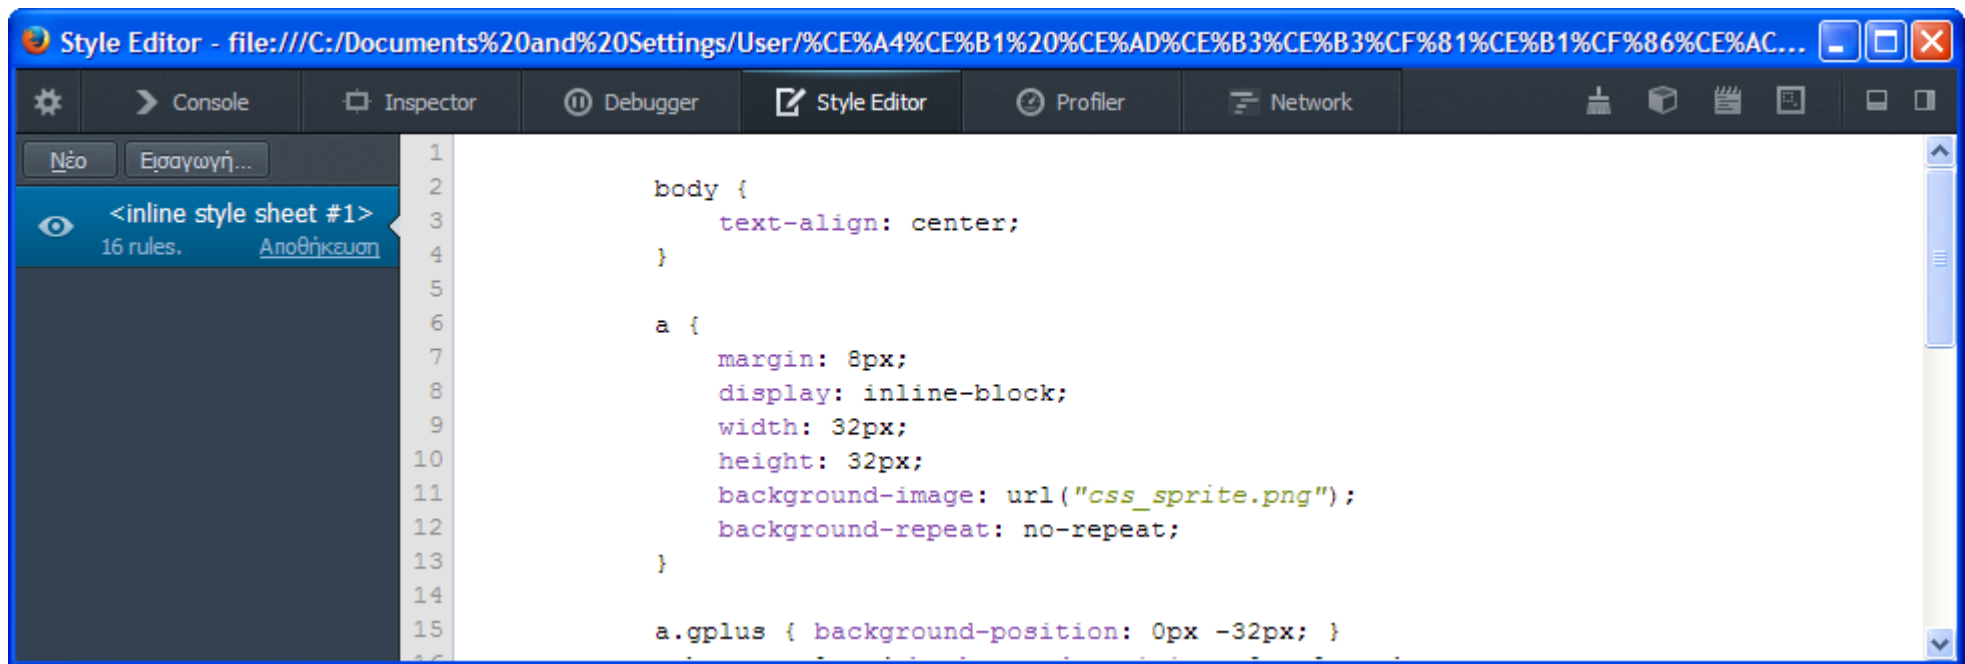 Style Editor - file:///C:/Documents%20and%20Settings/User/%CE%A4%CE%B1%20%CE%AD%CE%B3%CE%B3%CF%81%CE%B1%CF%86%CE%AC...
Console Inspector Debugger Style Editor Profiler Network
Νέο Εισαγωγή...
<inline style sheet #1>
16 rules. Αποθήκευση
1
2 body {
3 text-align: center;
4 }
5
6 a {
7 margin: 8px;
8 display: inline-block;
9 width: 32px;
10 height: 32px;
11 background-image: url("css_sprite.png");
12 background-repeat: no-repeat;
13 }
14
15 a.gplus { background-position: 0px -32px; }